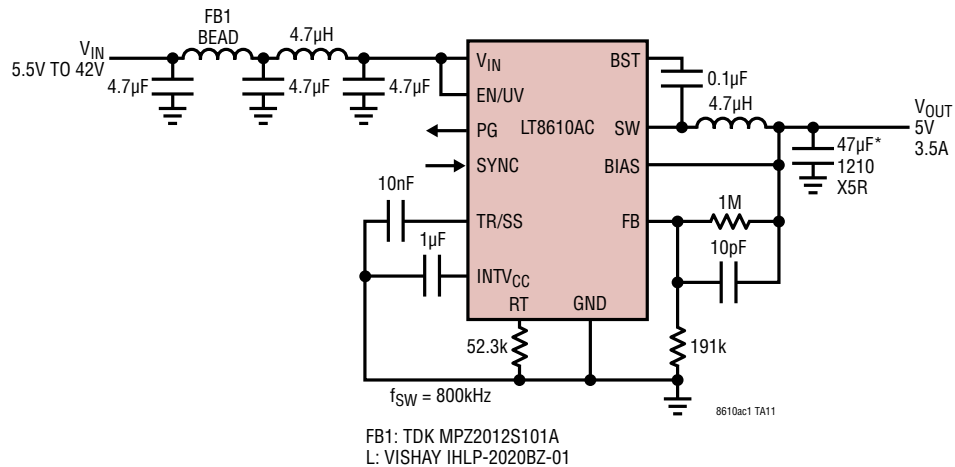 FB1
BEAD
4.7µH
VIN
5.5V TO 42V
4.7µF
4.7µF
4.7µF
VIN
EN/UV
PG
SYNC
TR/SS
INTVCC
RT
GND
LT8610AC
BST
SW
BIAS
FB
0.1µF
4.7µH
VOUT
5V
3.5A
47µF*
1210
X5R
10nF
1µF
1M
10pF
52.3k
191k
fSW = 800kHz
8610ac1 TA11
FB1: TDK MPZ2012S101A
L: VISHAY IHLP-2020BZ-01